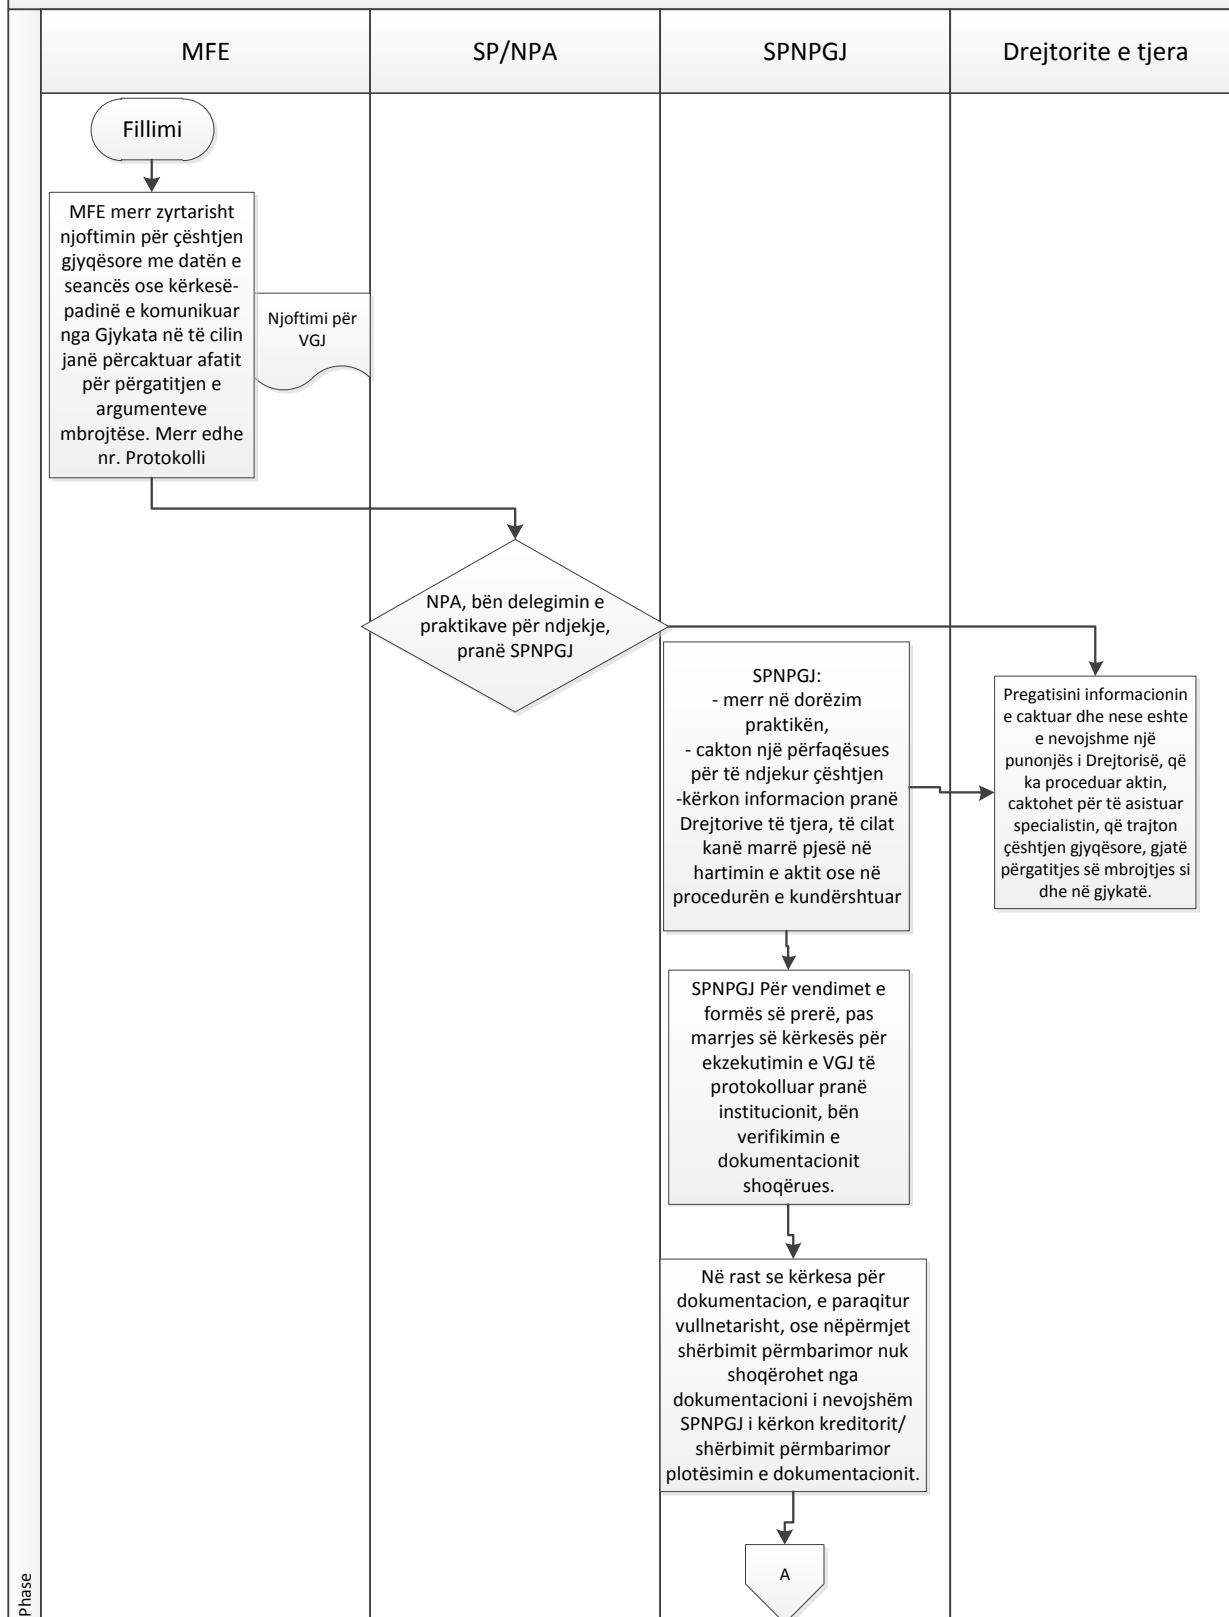 MFE
SP/NPA
SPNPGJ
Drejtorite e tjera
Fillimi
MFE merr zyrtarisht
njoftimin për çështjen
gjyqësore me datën e
seancës ose kërkesë-
padinë e komunikuar
nga Gjykata në të cilin
janë përcaktuar afatit
për përgatitjen e
argumenteve
mbrojtëse. Merr edhe
nr. Protokolli
Njoftimi për
VGJ
NPA, bën delegimin e
praktikave për ndjekje,
pranë SPNPGJ
SPNPGJ:
- merr në dorëzim
praktikën,
- cakton një përfaqësues
për të ndjekur çështjen
-kërkon informacion pranë
Drejtorive të tjera, të cilat
kanë marrë pjesë në
hartimin e aktit ose në
procedurën e kundërshtuar
Pregatisini informacionin
e caktuar dhe nese eshte
e nevojshme një
punonjës i Drejtorisë, që
ka proceduar aktin,
caktohet për të asistuar
specialistin, që trajton
çështjen gjyqësore, gjatë
përgatitjes së mbrojtjes si
dhe në gjykatë.
SPNPGJ Për vendimet e
formës së prerë, pas
marrjes së kërkesës për
ekzekutimin e VGJ të
protokolluar pranë
institucionit, bën
verifikimin e
dokumentacionit
shoqërues.
Në rast se kërkesa për
dokumentacion, e paraqitur
vullnetarisht, ose nëpërmjet
shërbimit përmbarimor nuk
shoqërohet nga
dokumentacioni i nevojshëm
SPNPGJ i kërkon kreditorit/
shërbimit përmbarimor
plotësimin e dokumentacionit.
A
Phase